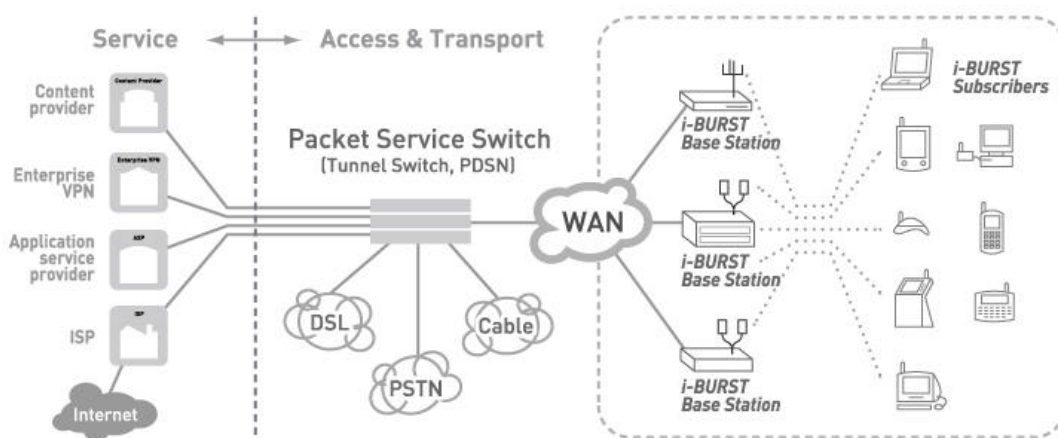 Service
Access & Transport
Content Provider
Content
provider
Enterprise VPN
Enterprise
VPN
ASP
Application
service
provider
ISP
ISP
Internet
Packet Service Switch
(Tunnel Switch, PDSN)
DSL
PSTN
Cable
WAN
i-BURST
Base Station
i-BURST
Base Station
i-BURST
Base Station
i-BURST
Subscribers